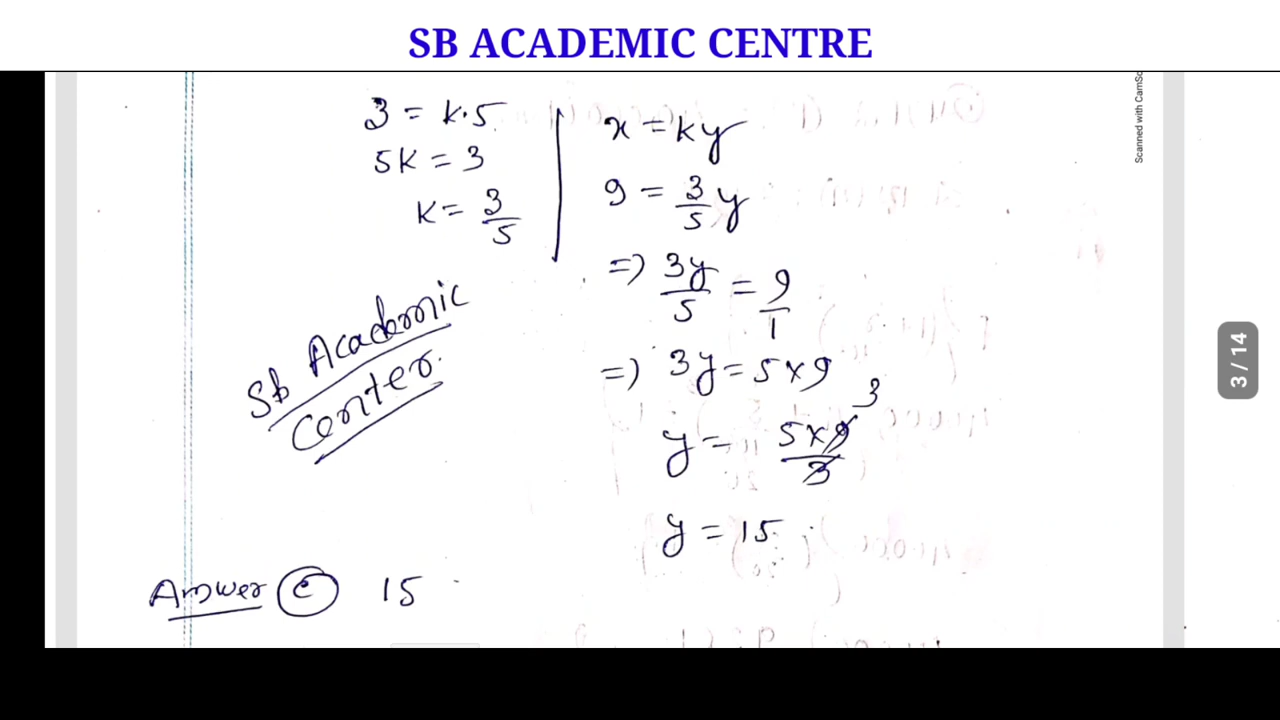 SB ACADEMIC CENTRE
Scanned with CamSc
3 = k·5
5k = 3
k = 3/5
x = ky
9 = 3/5 y
=) 3y/5 = 9/1
=) 3y = 5×9
3
y = 5×9/3
y = 15
Sb Academic
Center.
Answer (c) 15
3 / 14